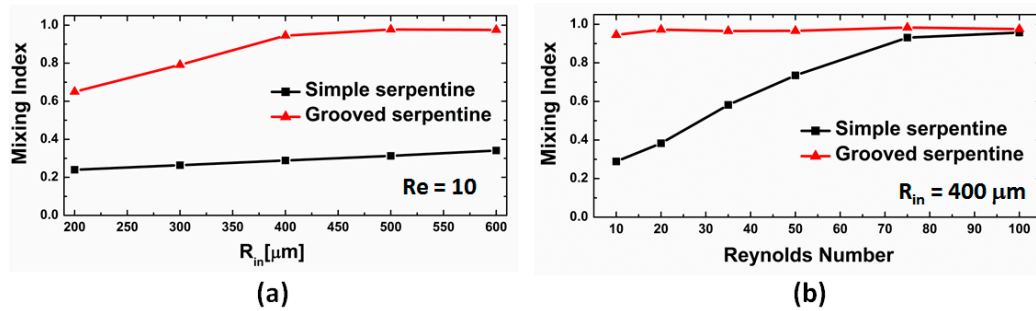 Mixing Index
1.0
0.8
0.6
0.4
0.2
0.0
Simple serpentine
Grooved serpentine
Re = 10
200 250 300 350 400 450 500 550 600
R_in[μm]
(a)
Mixing Index
1.0
0.8
0.6
0.4
0.2
0.0
Simple serpentine
Grooved serpentine
R_in = 400 μm
10 20 30 40 50 60 70 80 90 100
Reynolds Number
(b)